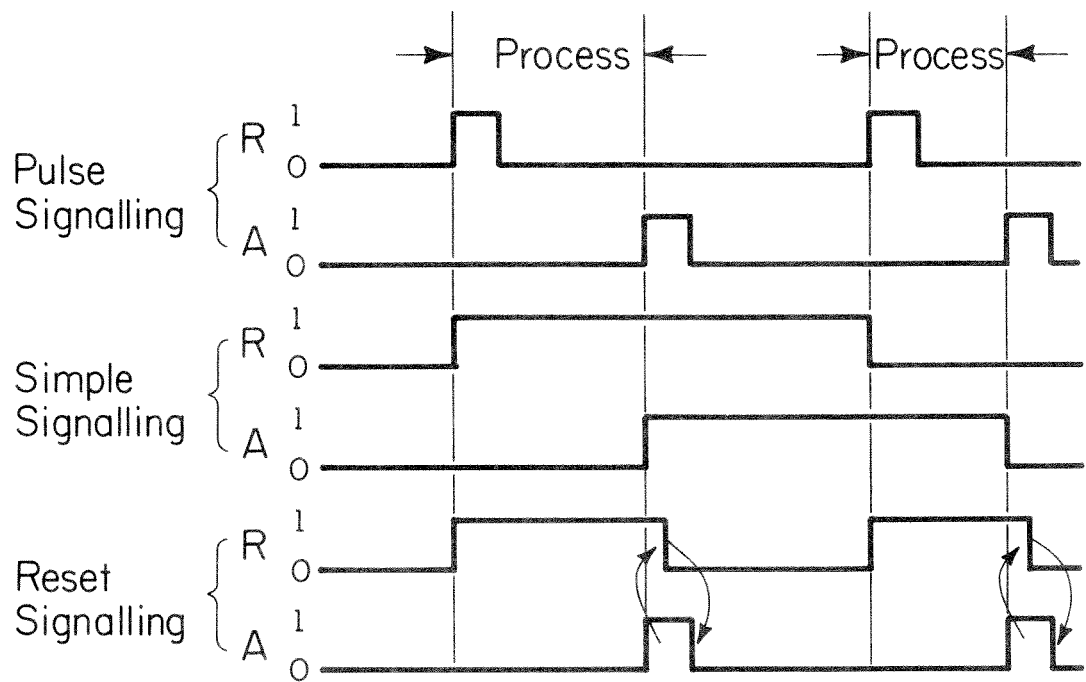 Process Process
Pulse
Signalling
R 1
0
A 1
0
Simple
Signalling
R 1
0
A 1
0
Reset
Signalling
R 1
0
A 1
0